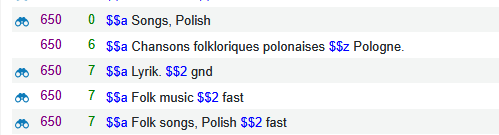 650 0 $$a Songs, Polish
650 6 $$a Chansons folkloriques polonaises $$z Pologne.
650 7 $$a Lyrik. $$2 gnd
650 7 $$a Folk music $$2 fast
650 7 $$a Folk songs, Polish $$2 fast